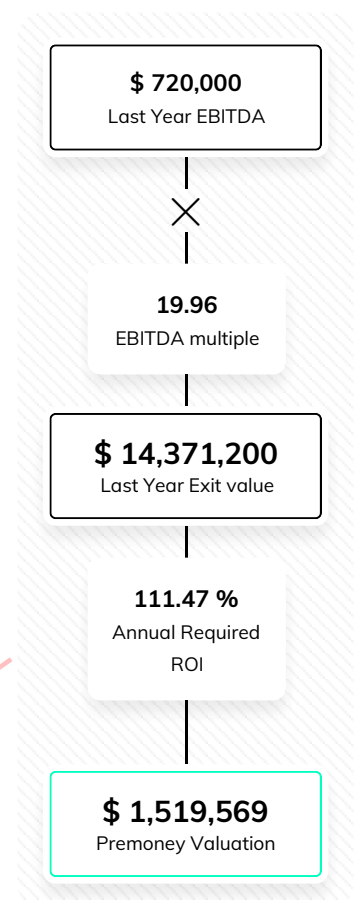 $ 720,000
Last Year EBITDA
19.96
EBITDA multiple
$ 14,371,200
Last Year Exit value
111.47 %
Annual Required
ROI
$ 1,519,569
Premoney Valuation